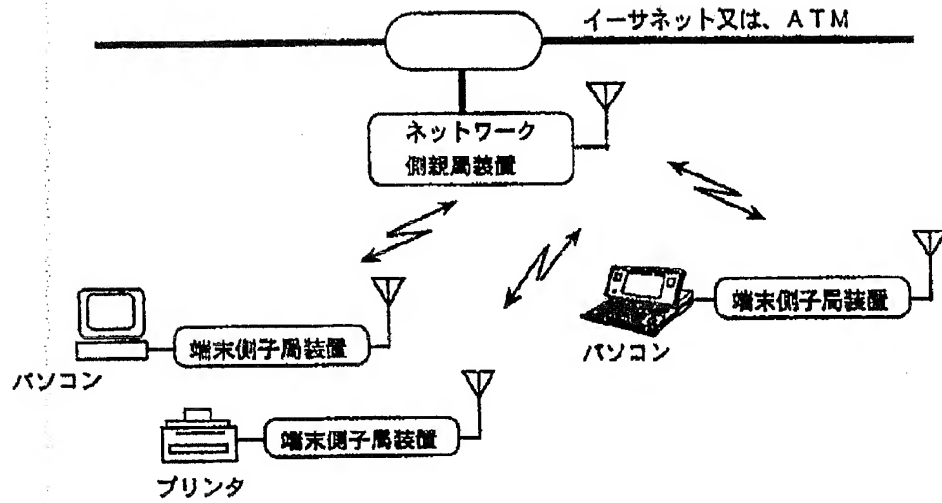 イーサネット又は、ATM
ネットワーク
側親局装置
端末側子局装置
パソコン
端末側子局装置
パソコン
端末側子局装置
プリンタ